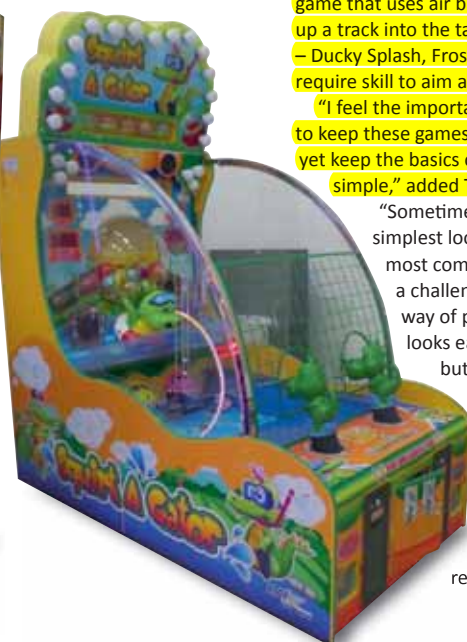 Squirt
A Gator
Squirt A Gator
game that uses air b
up a track into the ta
– Ducky Splash, Fros
require skill to aim a
“I feel the importa
to keep these games
yet keep the basics o
simple,” added T
“Sometime
simplest loo
most com
a challen
way of p
looks ea
but
re